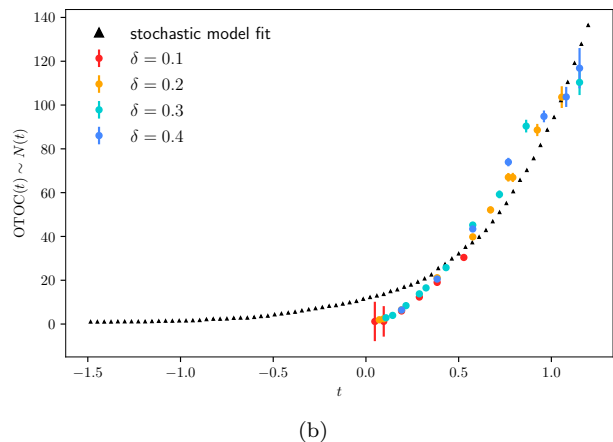 140
120
100
80
60
40
20
0
OTOC(t) ∼ N(t)
stochastic model fit
δ = 0.1
δ = 0.2
δ = 0.3
δ = 0.4
−1.5 −1.0 −0.5 0.0 0.5 1.0
t
(b)